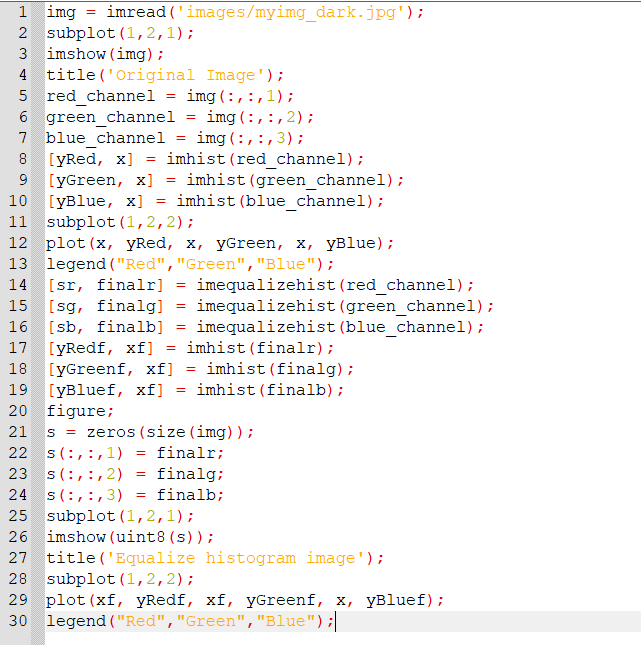 1 img = imread('images/myimg_dark.jpg');
2 subplot(1,2,1);
3 imshow(img);
4 title('Original Image');
5 red_channel = img(:,:,1);
6 green_channel = img(:,:,2);
7 blue_channel = img(:,:,3);
8 [yRed, x] = imhist(red_channel);
9 [yGreen, x] = imhist(green_channel);
10 [yBlue, x] = imhist(blue_channel);
11 subplot(1,2,2);
12 plot(x, yRed, x, yGreen, x, yBlue);
13 legend("Red","Green","Blue");
14 [sr, finalr] = imequalizehist(red_channel);
15 [sg, finalg] = imequalizehist(green_channel);
16 [sb, finalb] = imequalizehist(blue_channel);
17 [yRedf, xf] = imhist(finalr);
18 [yGreenf, xf] = imhist(finalg);
19 [yBluef, xf] = imhist(finalb);
20 figure;
21 s = zeros(size(img));
22 s(:,:,1) = finalr;
23 s(:,:,2) = finalg;
24 s(:,:,3) = finalb;
25 subplot(1,2,1);
26 imshow(uint8(s));
27 title('Equalize histogram image');
28 subplot(1,2,2);
29 plot(xf, yRedf, xf, yGreenf, x, yBluef);
30 legend("Red","Green","Blue");